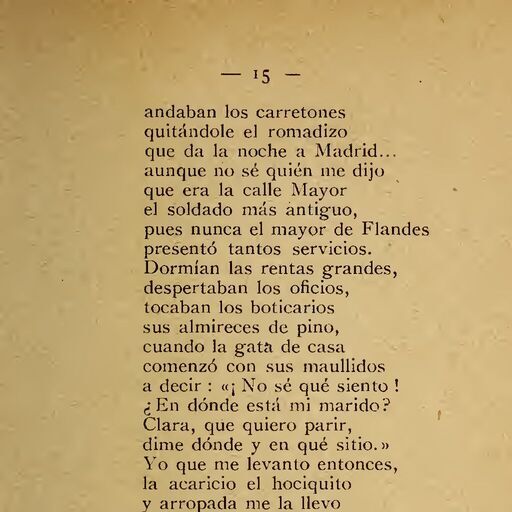 — 15 —
andaban los carretones
quitándole el romadizo
que da la noche a Madrid...
aunque no sé quién me dijo
que era la calle Mayor
el soldado más antiguo,
pues nunca el mayor de Flandes
presentó tantos servicios.
Dormían las rentas grandes,
despertaban los oficios,
tocaban los boticarios
sus almireces de pino,
cuando la gata de casa
comenzó con sus maullidos
a decir : «¡ No sé qué siento !
¿ En dónde está mi marido?
Clara, que quiero parir,
dime dónde y en qué sitio.»
Yo que me levanto entonces,
la acaricio el hociquito
y arropada me la llevo